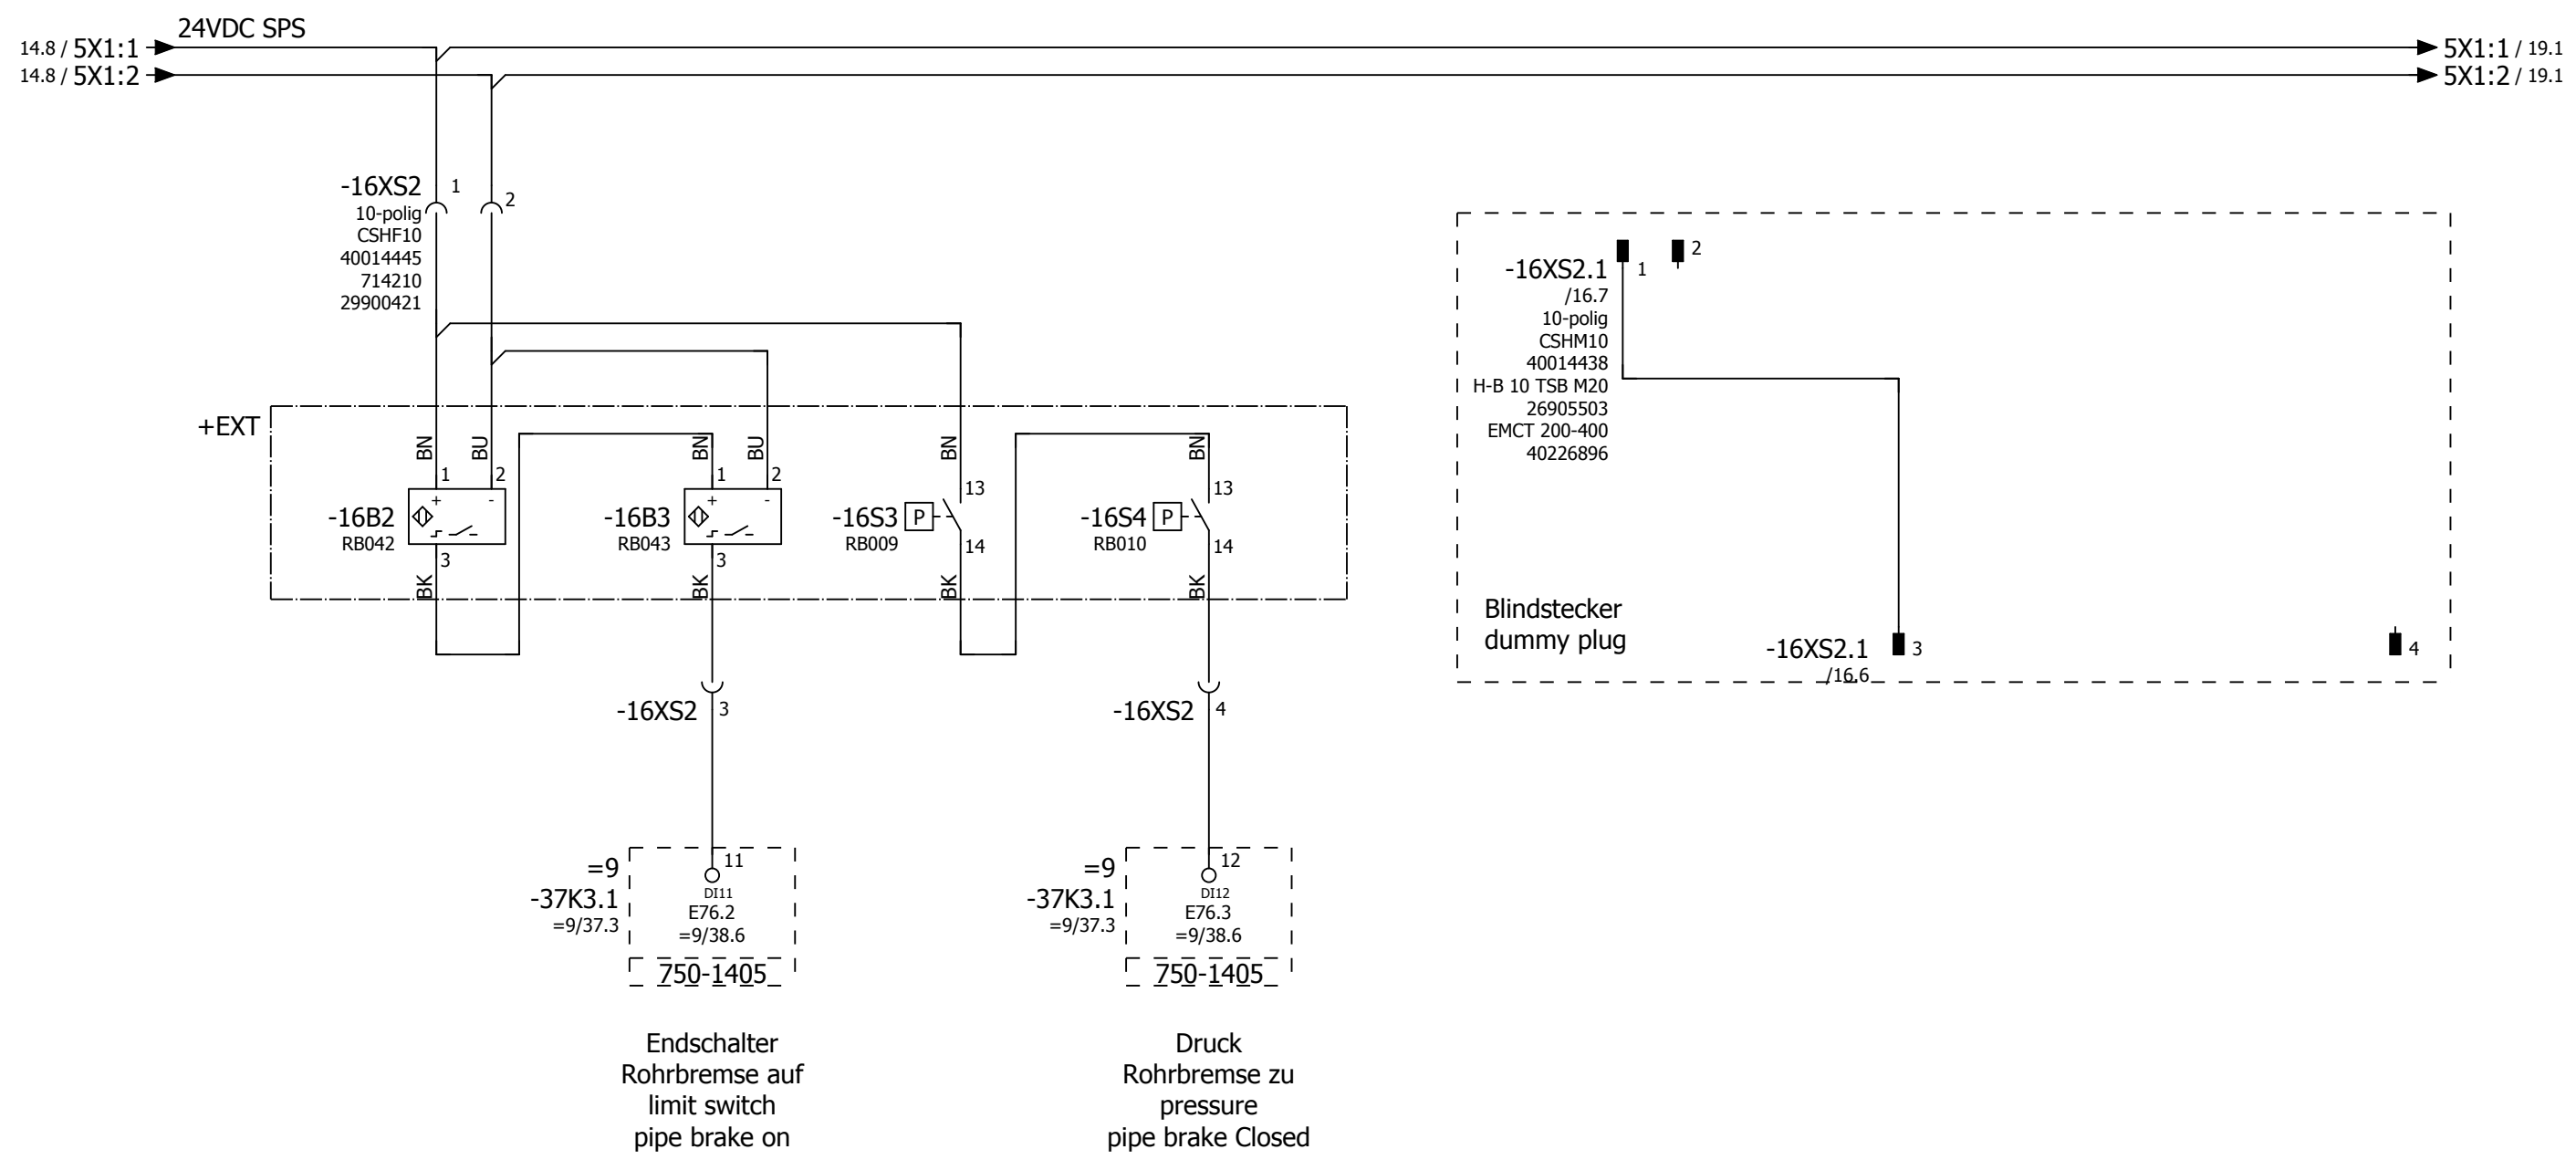 24VDC SPS
14.8 / 5X1:1
5X1:1 / 19.1
14.8 / 5X1:2
5X1:2 / 19.1
-16XS2
1
2
10-polig
CSHF10
40014445
714210
29900421
-16XS2.1
1
2
/16.7
10-polig
CSHM10
40014438
H-B 10 TSB M20
26905503
EMCT 200-400
40226896
+EXT
BN
BU
BN
BU
BN
BN
1
2
1
2
13
13
+
-
+
-
-16B2
RB042
-16B3
RB043
-16S3
P
RB009
-16S4
P
RB010
3
3
14
14
BK
BK
BK
BK
Blindstecker
dummy plug
-16XS2.1
3
/16.6
4
-16XS2
3
-16XS2
4
=9
-37K3.1
=9/37.3
11
DI11
E76.2
=9/38.6
750-1405
=9
-37K3.1
=9/37.3
12
DI12
E76.3
=9/38.6
750-1405
Endschalter
Rohrbremse auf
limit switch
pipe brake on
Druck
Rohrbremse zu
pressure
pipe brake Closed